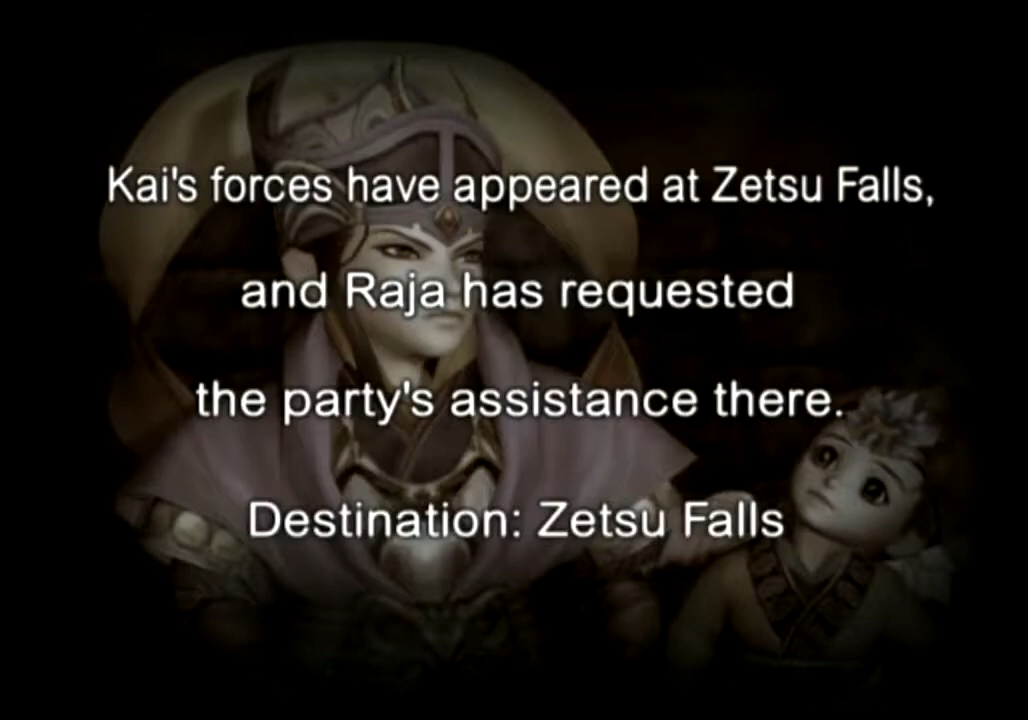 Kai's forces have appeared at Zetsu Falls,
and Raja has requested
the party's assistance there.
Destination: Zetsu Falls